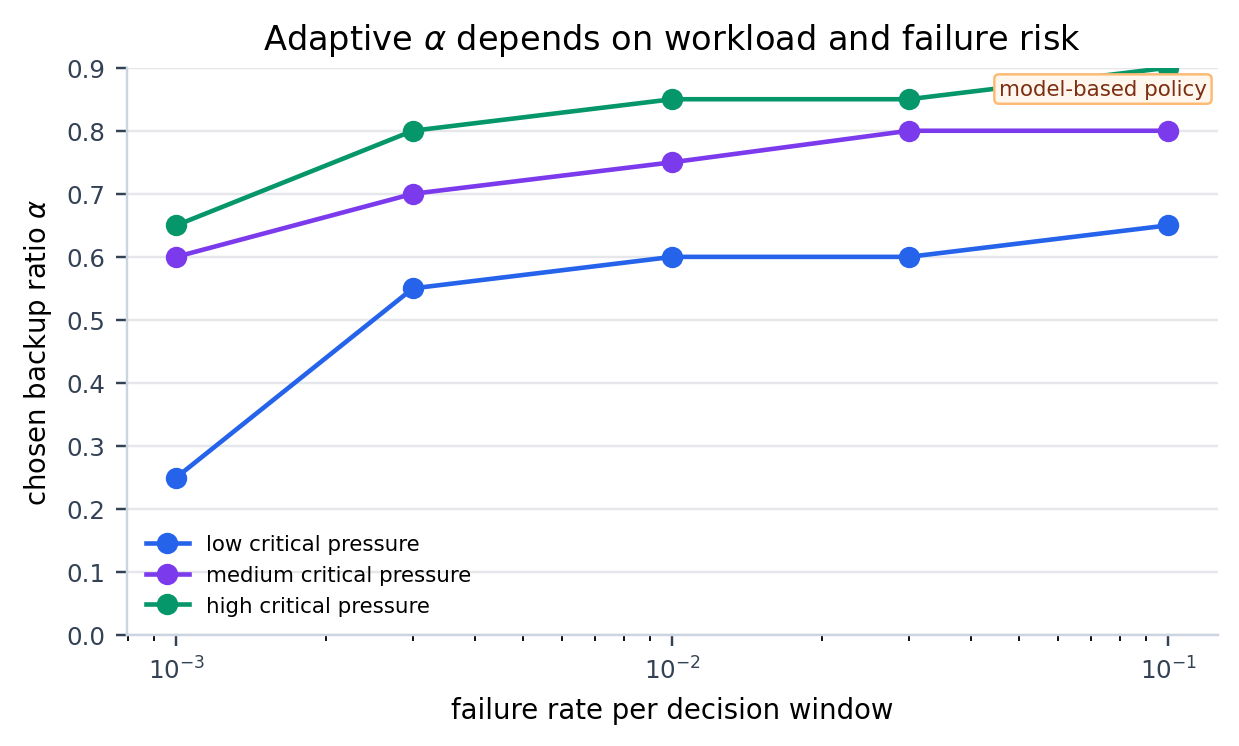 Adaptive α depends on workload and failure risk
0.9
0.8
0.7
0.6
0.5
0.4
0.3
0.2
0.1
0.0
chosen backup ratio α
model-based policy
low critical pressure
medium critical pressure
high critical pressure
10⁻³ 10⁻² 10⁻¹
failure rate per decision window